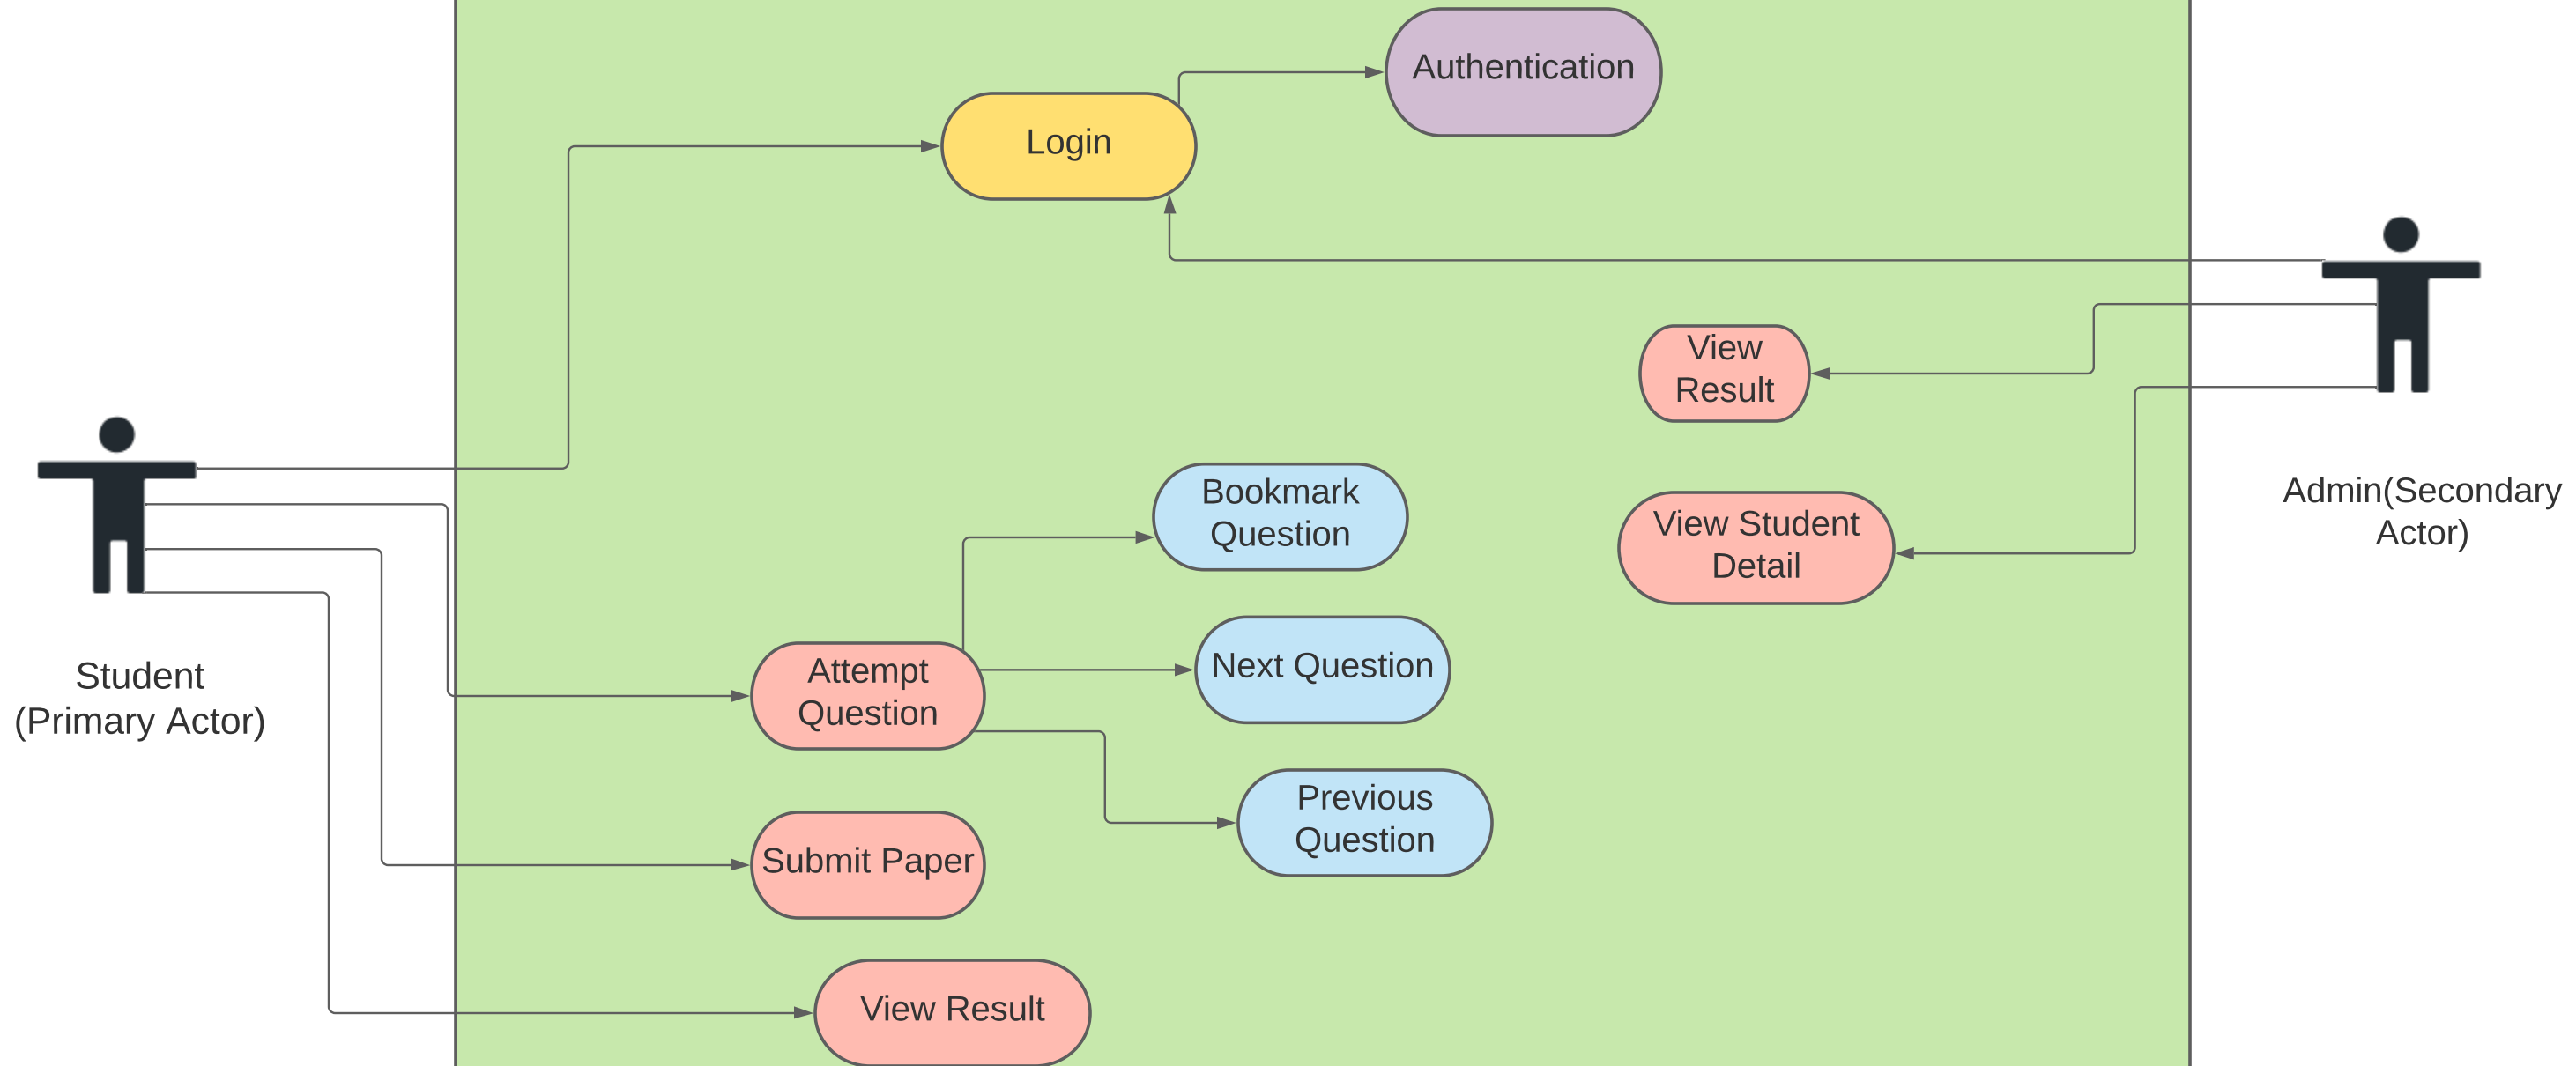 Authentication
Login
View
Result
Bookmark
Question
View Student
Detail
Admin(Secondary
Actor)
Student
(Primary Actor)
Attempt
Question
Next Question
Previous
Question
Submit Paper
View Result